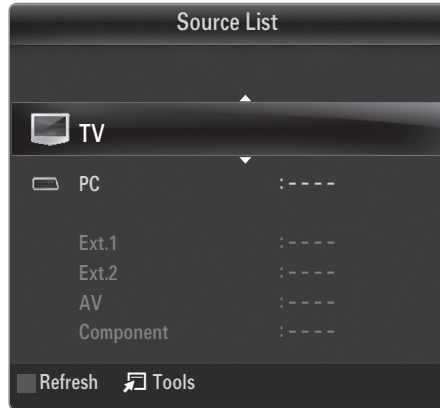 Source List
TV
PC : - - - -
Ext.1 : - - - -
Ext.2 : - - - -
AV : - - - -
Component : - - - -
Refresh Tools